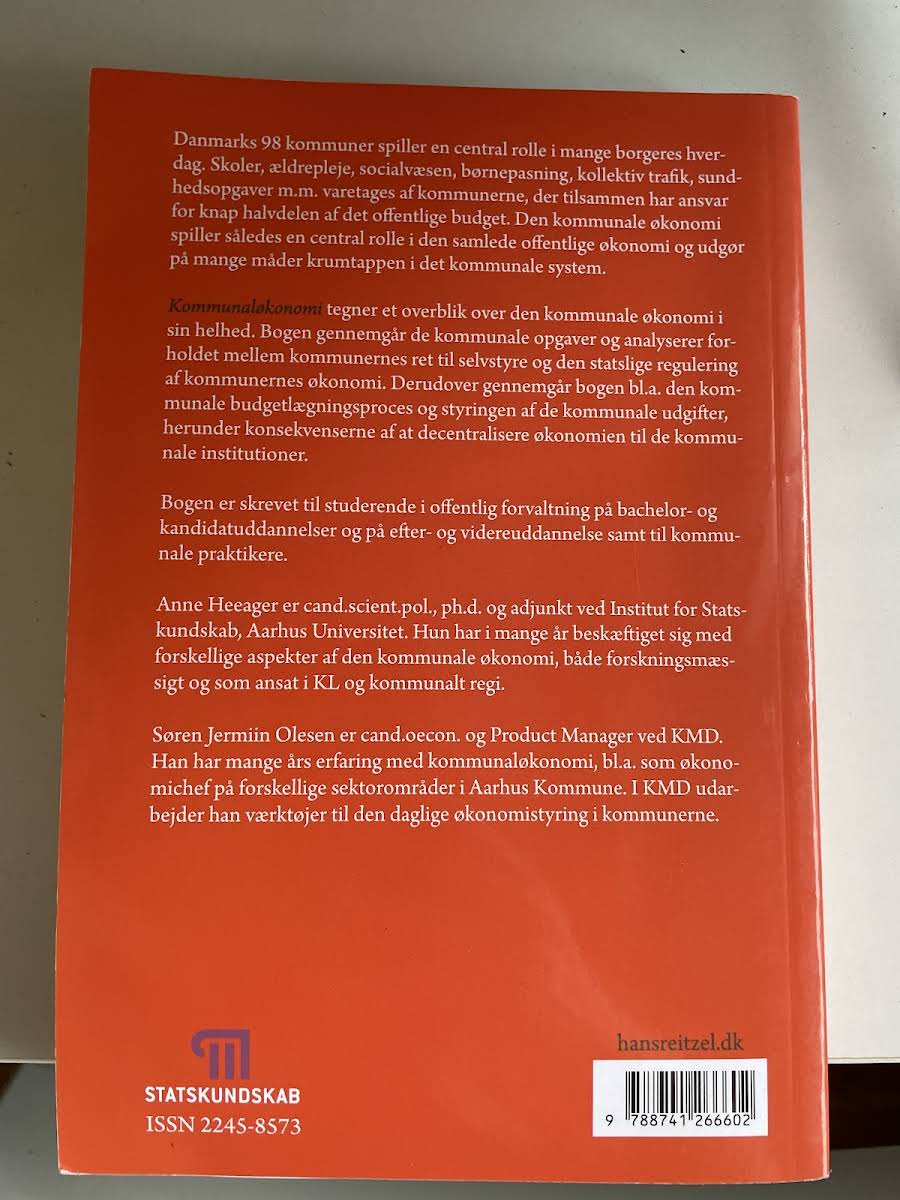 Danmarks 98 kommuner spiller en central rolle i mange borgeres hver-
dag. Skoler, ældrepleje, socialvæsen, børnepasning, kollektiv trafik, sund-
hedsopgaver m.m. varetages af kommunerne, der tilsammen har ansvar
for knap halvdelen af det offentlige budget. Den kommunale økonomi
spiller således en central rolle i den samlede offentlige økonomi og udgør
på mange måder krumtappen i det kommunale system.
Kommunaløkonomi tegner et overblik over den kommunale økonomi i
sin helhed. Bogen gennemgår de kommunale opgaver og analyserer for-
holdet mellem kommunernes ret til selvstyre og den statslige regulering
af kommunernes økonomi. Derudover gennemgår bogen bl.a. den kom-
munale budgetlægningsproces og styringen af de kommunale udgifter,
herunder konsekvenserne af at decentralisere økonomien til de kommu-
nale institutioner.
Bogen er skrevet til studerende i offentlig forvaltning på bachelor- og
kandidatuddannelser og på efter- og videreuddannelse samt til kommu-
nale praktikere.
Anne Heeager er cand.scient.pol., ph.d. og adjunkt ved Institut for Stats-
kundskab, Aarhus Universitet. Hun har i mange år beskæftiget sig med
forskellige aspekter af den kommunale økonomi, både forskningsmæs-
sigt og som ansat i KL og kommunalt regi.
Søren Jermiin Olesen er cand.oecon. og Product Manager ved KMD.
Han har mange års erfaring med kommunaløkonomi, bl.a. som økono-
michef på forskellige sektorområder i Aarhus Kommune. I KMD udar-
bejder han værktøjer til den daglige økonomistyring i kommunerne.
STATSKUNDSKAB
ISSN 2245-8573
hansreitzel.dk
9 788741 266602